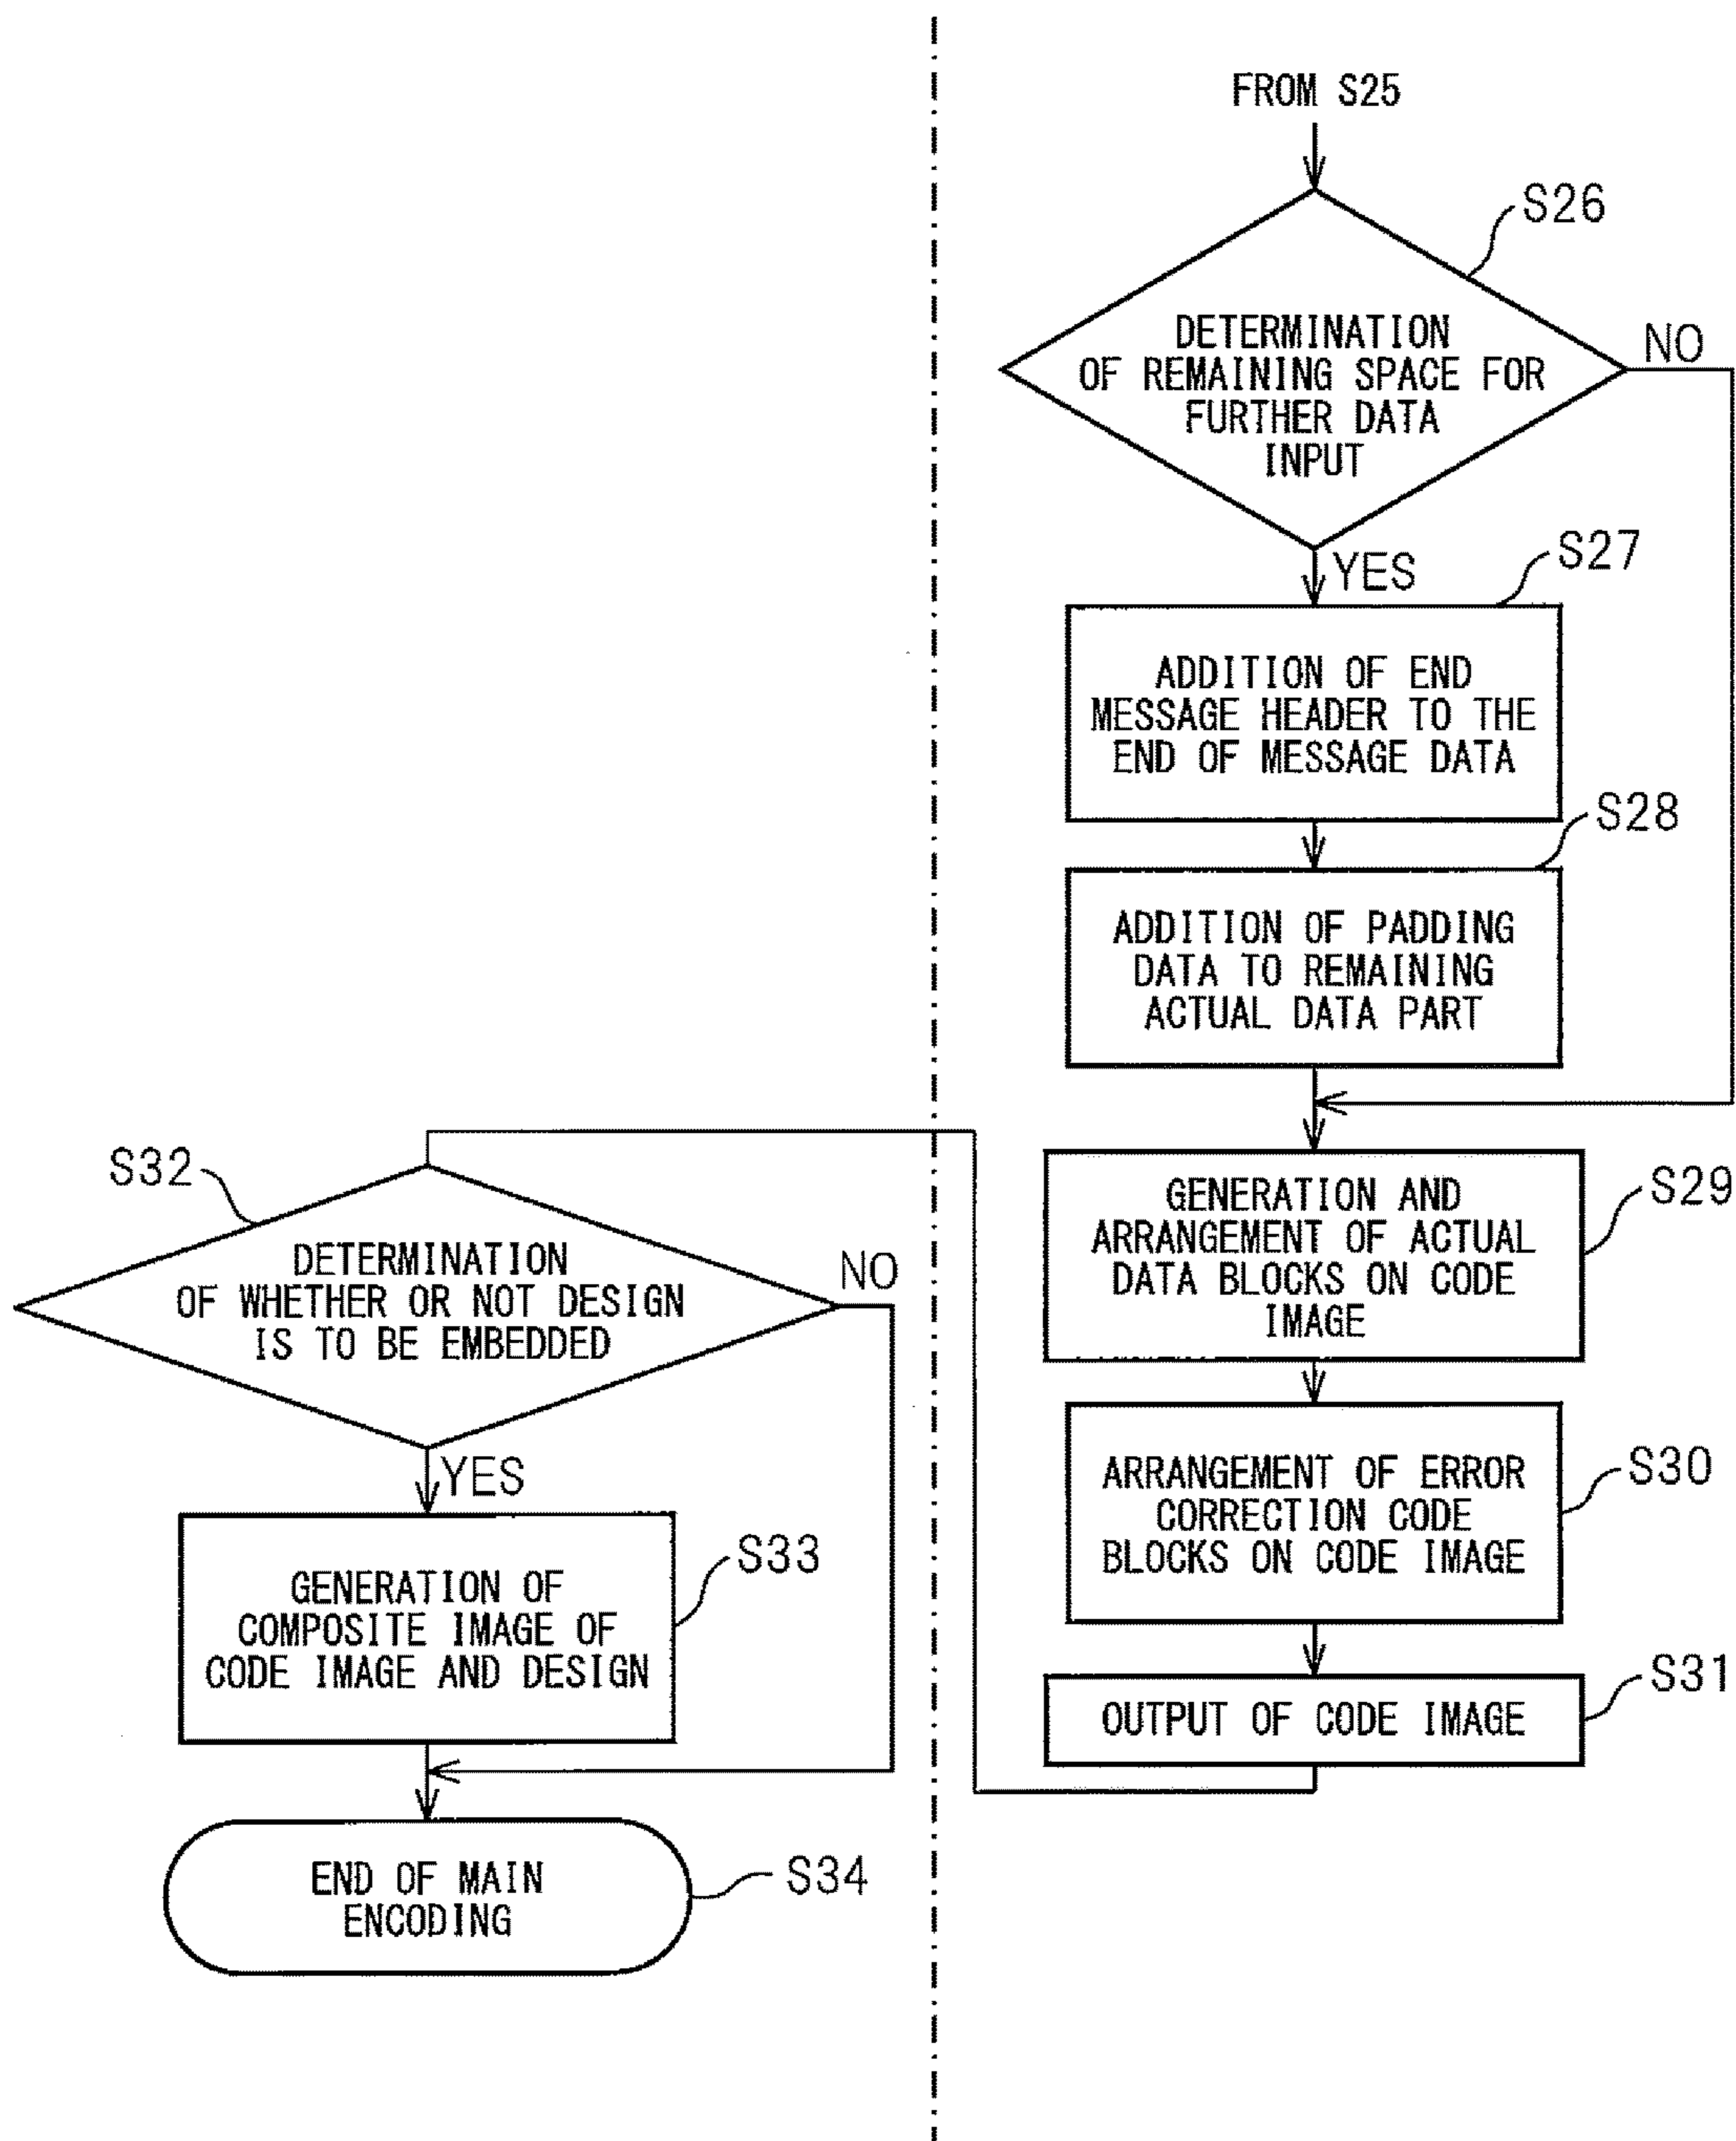 FROM S25
S26
DETERMINATION
OF REMAINING SPACE FOR
FURTHER DATA
INPUT
NO
YES
S27
ADDITION OF END
MESSAGE HEADER TO THE
END OF MESSAGE DATA
S28
ADDITION OF PADDING
DATA TO REMAINING
ACTUAL DATA PART
S29
GENERATION AND
ARRANGEMENT OF ACTUAL
DATA BLOCKS ON CODE
IMAGE
S30
ARRANGEMENT OF ERROR
CORRECTION CODE
BLOCKS ON CODE IMAGE
S31
OUTPUT OF CODE IMAGE
S32
DETERMINATION
OF WHETHER OR NOT DESIGN
IS TO BE EMBEDDED
NO
YES
S33
GENERATION OF
COMPOSITE IMAGE OF
CODE IMAGE AND DESIGN
S34
END OF MAIN
ENCODING